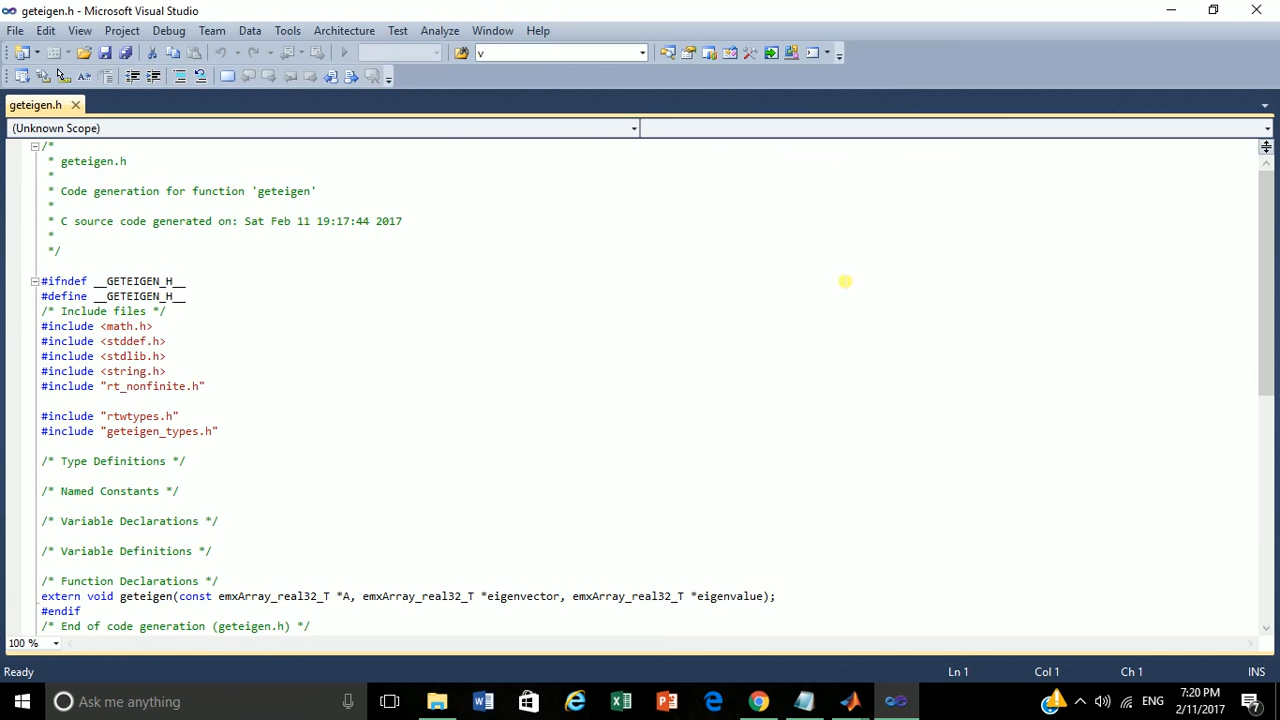 geteigen.h - Microsoft Visual Studio
File Edit View Project Debug Team Data Tools Architecture Test Analyze Window Help
v
geteigen.h
(Unknown Scope)
/*
* geteigen.h
*
* Code generation for function 'geteigen'
*
* C source code generated on: Sat Feb 11 19:17:44 2017
*
*/
#ifndef __GETEIGEN_H__
#define __GETEIGEN_H__
/* Include files */
#include <math.h>
#include <stddef.h>
#include <stdlib.h>
#include <string.h>
#include "rt_nonfinite.h"
#include "rtwtypes.h"
#include "geteigen_types.h"
/* Type Definitions */
/* Named Constants */
/* Variable Declarations */
/* Variable Definitions */
/* Function Declarations */
extern void geteigen(const emxArray_real32_T *A, emxArray_real32_T *eigenvector, emxArray_real32_T *eigenvalue);
#endif
/* End of code generation (geteigen.h) */
100 %
Ready Ln 1 Col 1 Ch 1 INS
Ask me anything
ENG
7:20 PM
2/11/2017
7